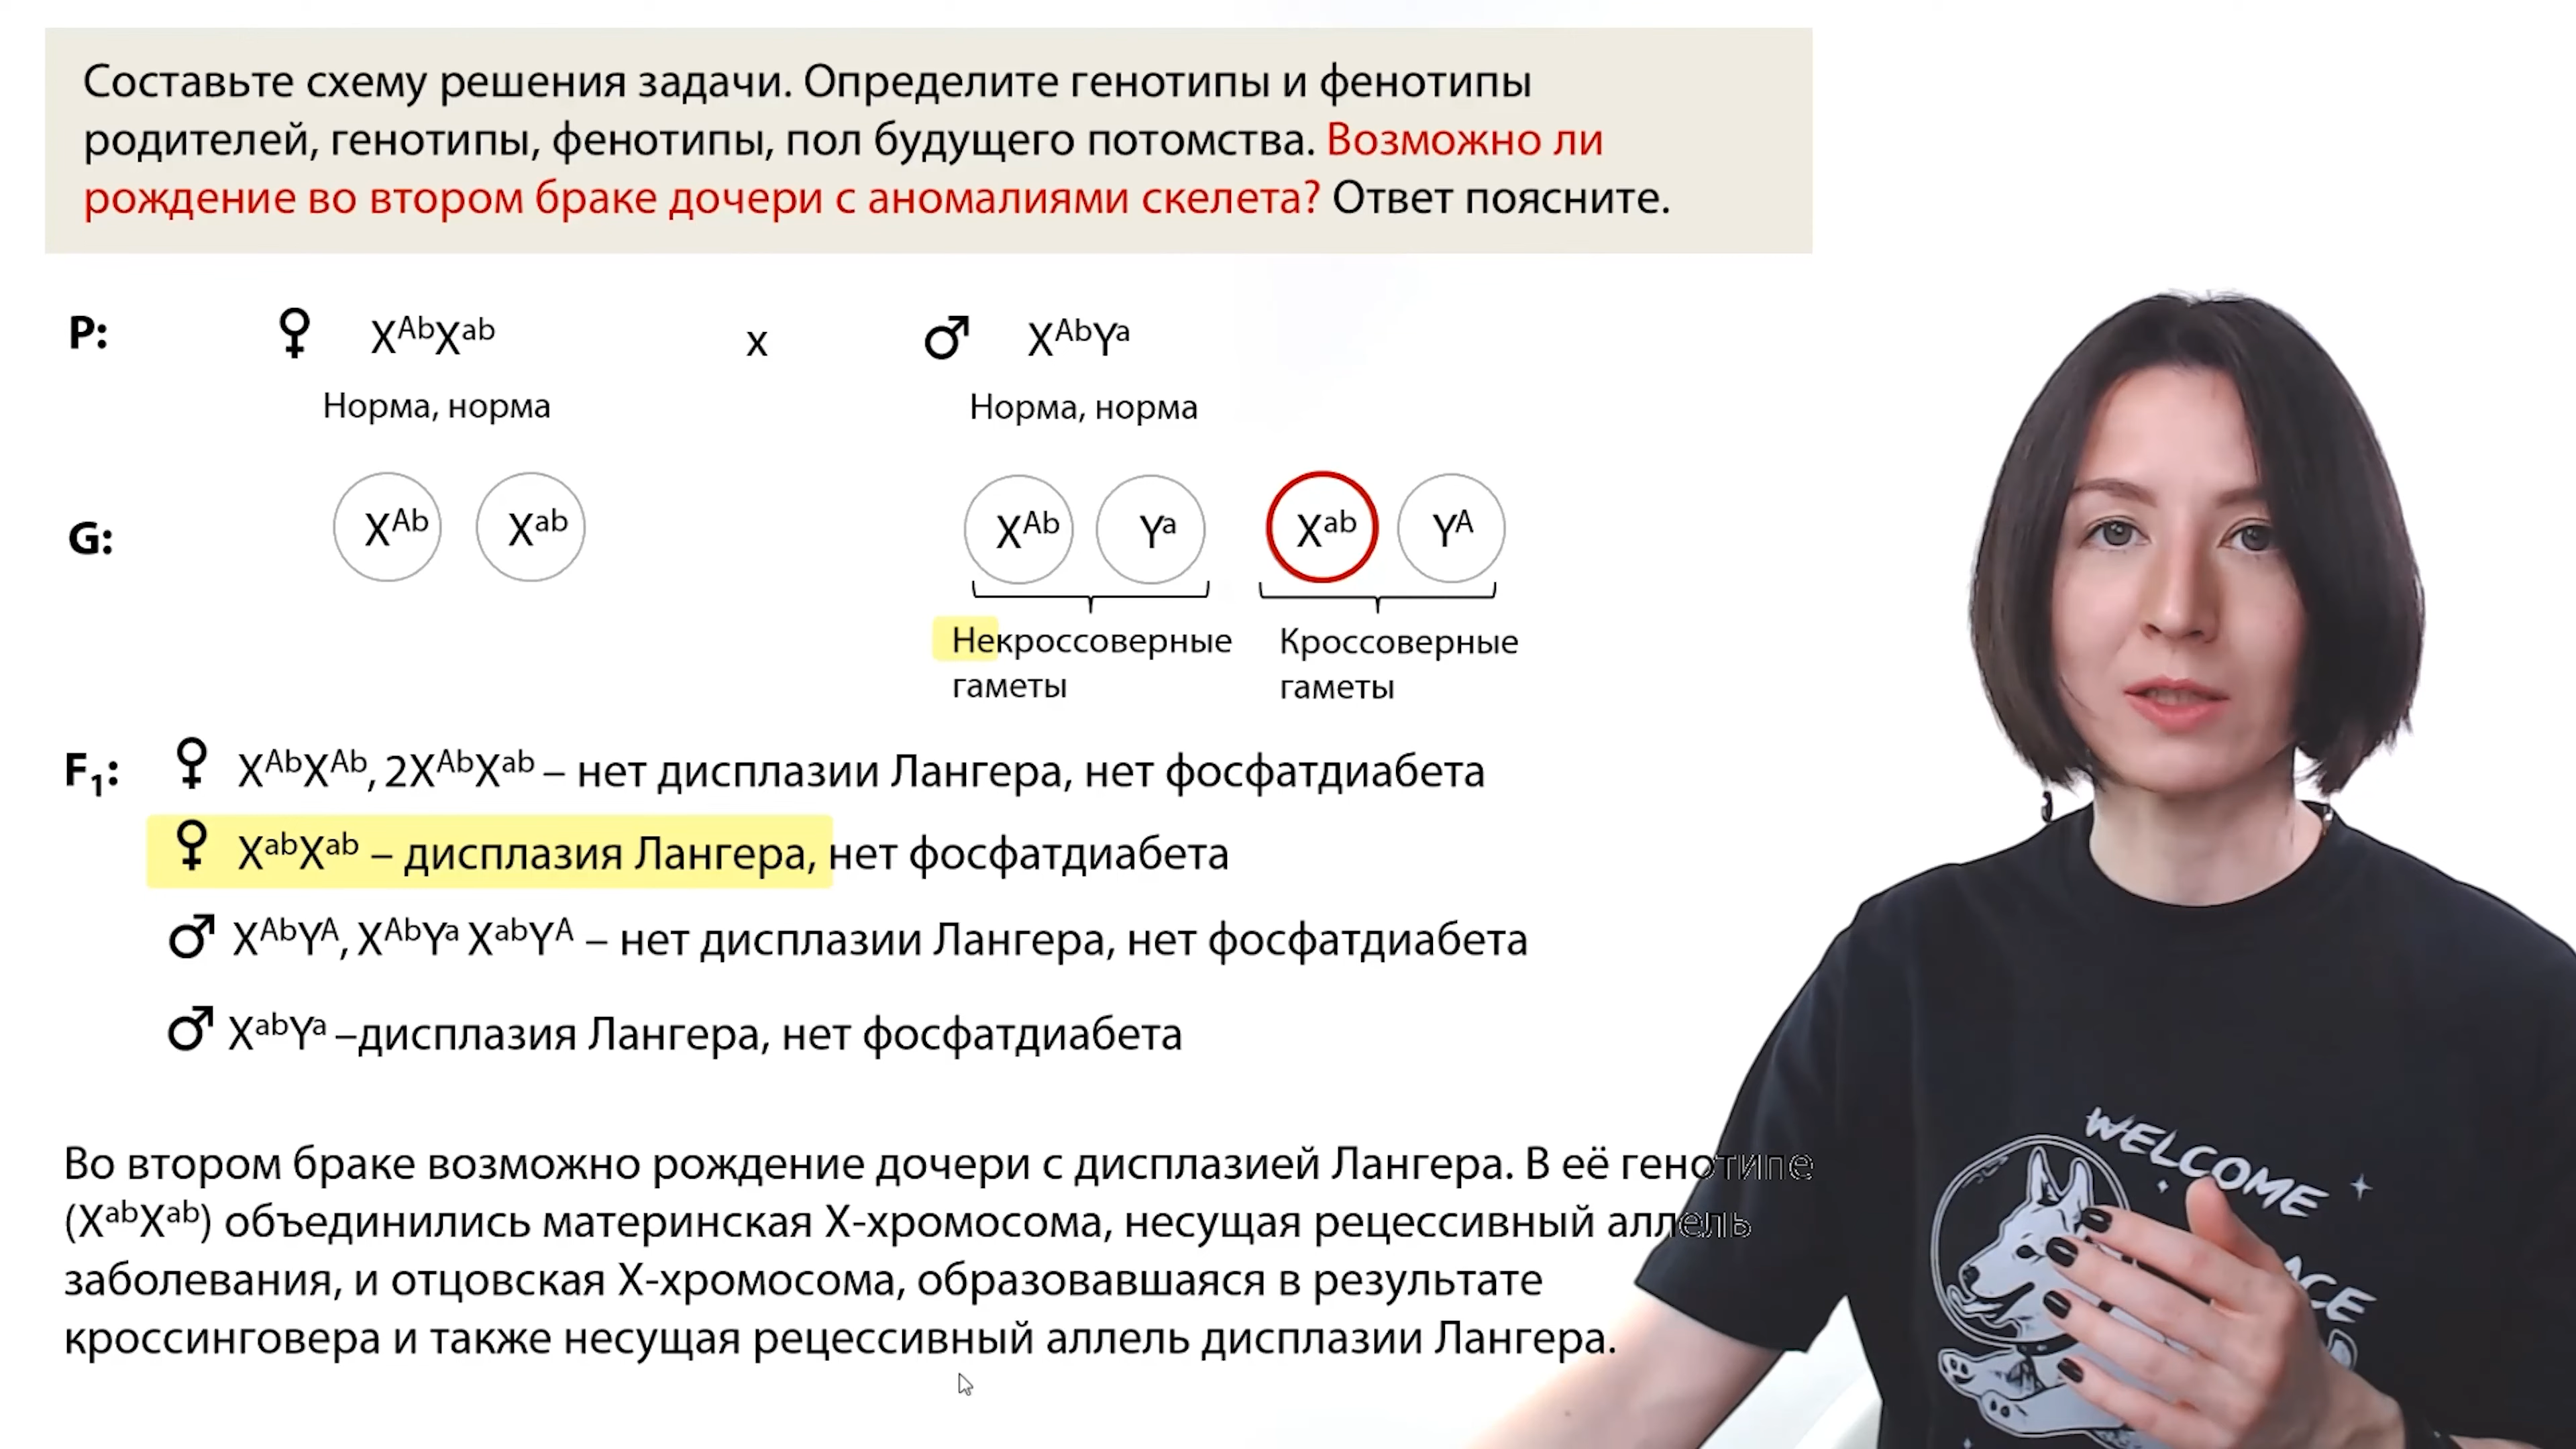 Составьте схему решения задачи. Определите генотипы и фенотипы
родителей, генотипы, фенотипы, пол будущего потомства. Возможно ли
рождение во втором браке дочери с аномалиями скелета? Ответ поясните.
P: ♀ XᴬᵇXᵃᵇ x ♂ XᴬᵇYᵃ
Норма, норма Норма, норма
G: Xᴬᵇ Xᵃᵇ Xᴬᵇ Yᵃ Xᵃᵇ Yᴬ
Некроссоверные Кроссоверные
гаметы гаметы
F₁: ♀ XᴬᵇXᴬᵇ, 2XᴬᵇXᵃᵇ – нет дисплазии Лангера, нет фосфатдиабета
♀ XᵃᵇXᵃᵇ – дисплазия Лангера, нет фосфатдиабета
♂ XᴬᵇYᴬ, XᴬᵇYᵃ XᵃᵇYᴬ – нет дисплазии Лангера, нет фосфатдиабета
♂ XᵃᵇYᵃ –дисплазия Лангера, нет фосфатдиабета
Во втором браке возможно рождение дочери с дисплазией Лангера. В её генотипе
(XᵃᵇXᵃᵇ) объединились материнская Х-хромосома, несущая рецессивный аллель
заболевания, и отцовская Х-хромосома, образовавшаяся в результате
кроссинговера и также несущая рецессивный аллель дисплазии Лангера.
WELCOME